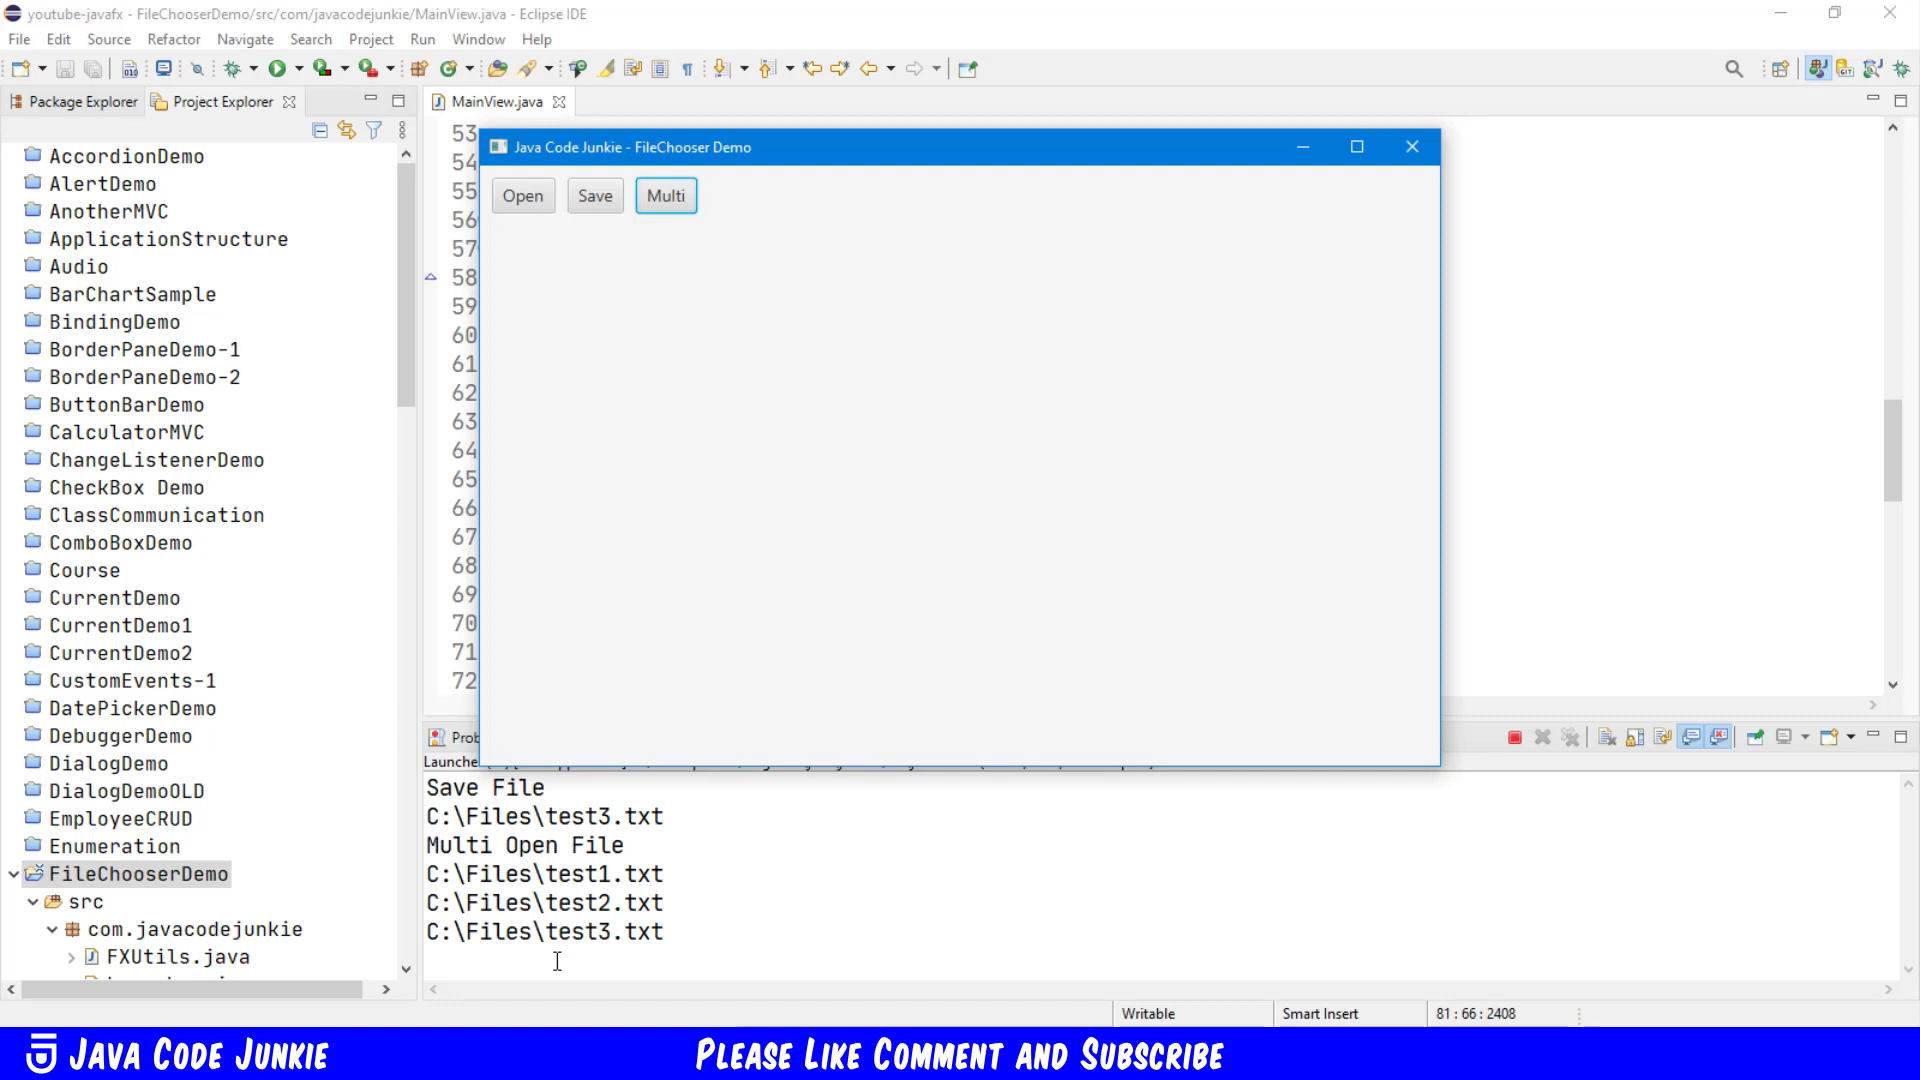 youtube-javafx - FileChooserDemo/src/com/javacodejunkie/MainView.java - Eclipse IDE
File Edit Source Refactor Navigate Search Project Run Window Help
Package Explorer Project Explorer MainView.java
AccordionDemo
AlertDemo
AnotherMVC
ApplicationStructure
Audio
BarChartSample
BindingDemo
BorderPaneDemo-1
BorderPaneDemo-2
ButtonBarDemo
CalculatorMVC
ChangeListenerDemo
CheckBox Demo
ClassCommunication
ComboBoxDemo
Course
CurrentDemo
CurrentDemo1
CurrentDemo2
CustomEvents-1
DatePickerDemo
DebuggerDemo
DialogDemo
DialogDemoOLD
EmployeeCRUD
Enumeration
FileChooserDemo
src
com.javacodejunkie
FXUtils.java
53
54
55
56
57
58
59
60
61
62
63
64
65
66
67
68
69
70
71
72
Java Code Junkie - FileChooser Demo
Open Save Multi
Save File
C:\Files\test3.txt
Multi Open File
C:\Files\test1.txt
C:\Files\test2.txt
C:\Files\test3.txt
Writable Smart Insert 81 : 66 : 2408
Java Code Junkie
Please Like Comment and Subscribe